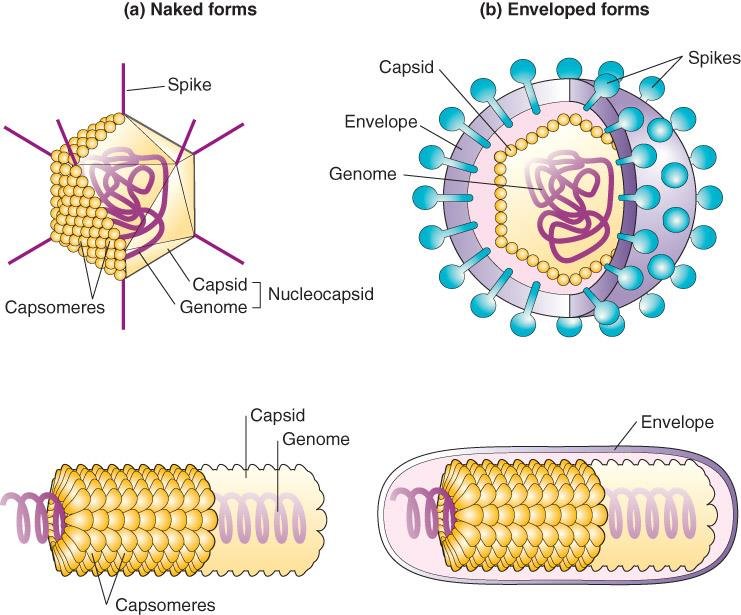 (a) Naked forms
Spike
Capsomeres
Capsid
Genome
Nucleocapsid
(b) Enveloped forms
Capsid
Envelope
Genome
Spikes
Capsid
Genome
Capsomeres
Envelope